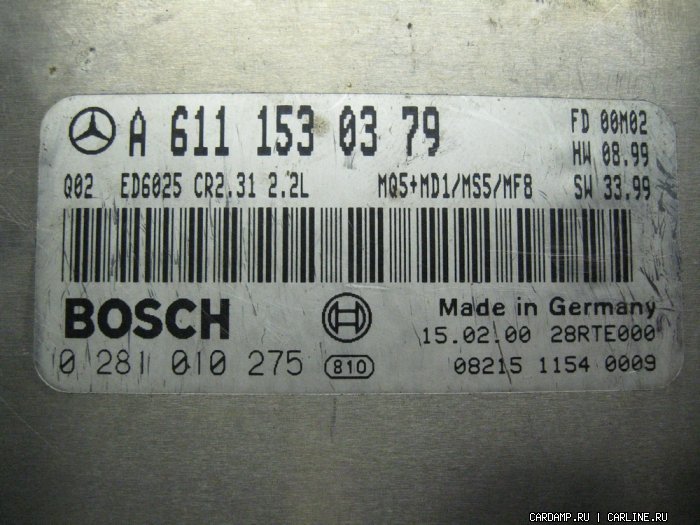 A 611 153 03 79
FD 00M02
HW 08.99
Q02 ED6025 CR2.31 2.2L MQ5+MD1/MS5/MF8 SW 33.99
BOSCH
Made in Germany
15.02.00 28RTE000
0 281 010 275 810
08215 1154 0009
CARDAMP.RU | CARLINE.RU